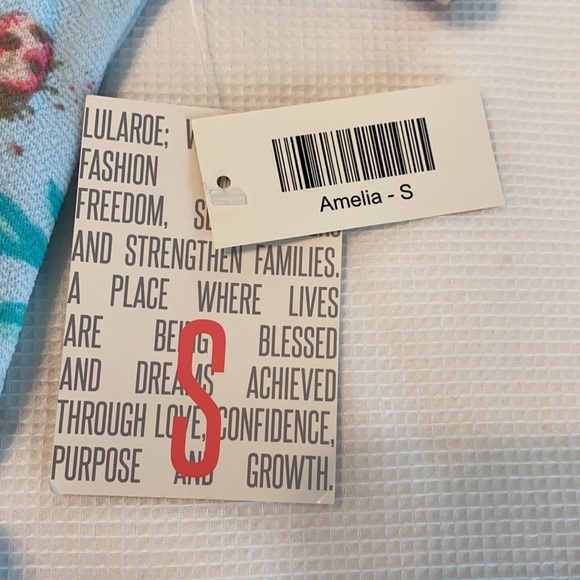 LULAROE;
FASHION
FREEDOM,
AND STRENGTHEN FAMILIES.
A PLACE WHERE LIVES
ARE BEING BLESSED
AND DREAMS ACHIEVED
THROUGH LOVE, CONFIDENCE,
PURPOSE AND GROWTH.
S
Amelia - S